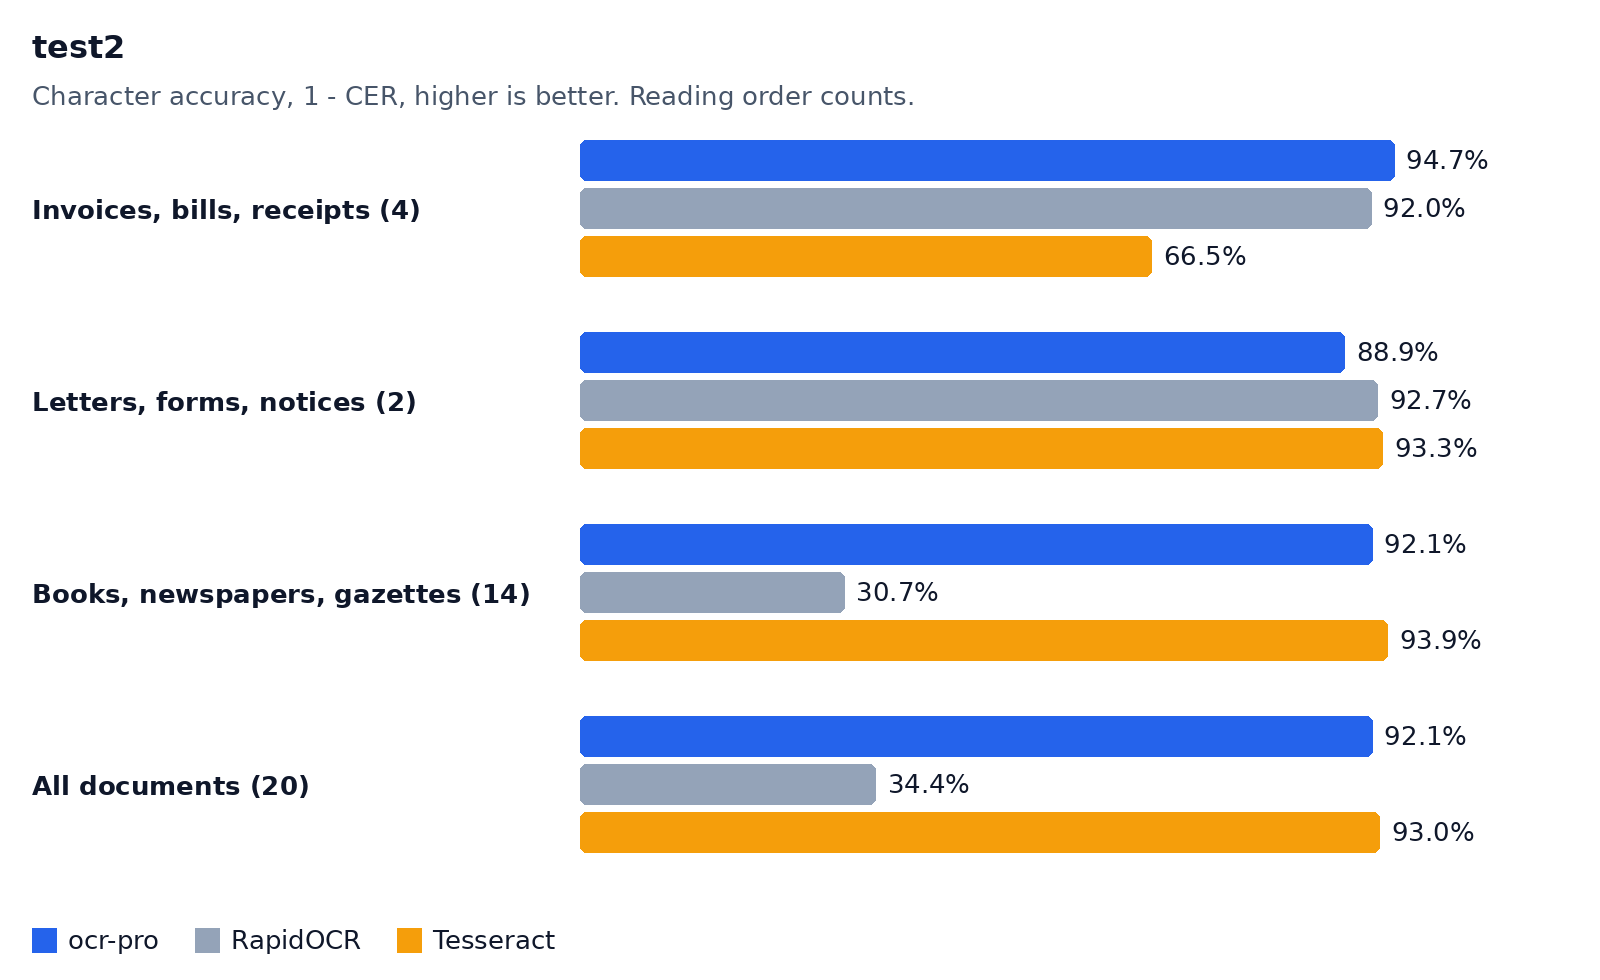 test2
Character accuracy, 1 - CER, higher is better. Reading order counts.
94.7%
Invoices, bills, receipts (4)
92.0%
66.5%
88.9%
Letters, forms, notices (2)
92.7%
93.3%
92.1%
Books, newspapers, gazettes (14)
30.7%
93.9%
92.1%
All documents (20)
34.4%
93.0%
ocr-pro RapidOCR Tesseract